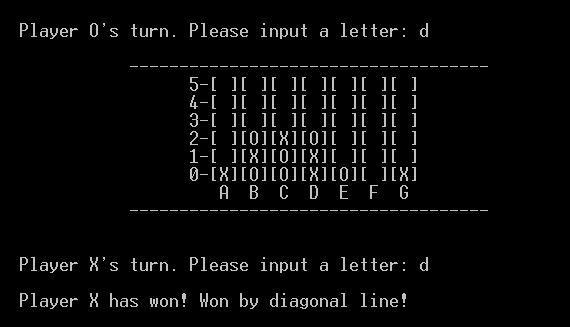 Player O's turn. Please input a letter: d
------------------------------------
5-[ ][ ][ ][ ][ ][ ][ ]
4-[ ][ ][ ][ ][ ][ ][ ]
3-[ ][ ][ ][ ][ ][ ][ ]
2-[ ][O][X][O][ ][ ][ ]
1-[ ][X][O][X][ ][ ][ ]
0-[X][O][O][X][O][ ][X]
A B C D E F G
------------------------------------
Player X's turn. Please input a letter: d
Player X has won! Won by diagonal line!